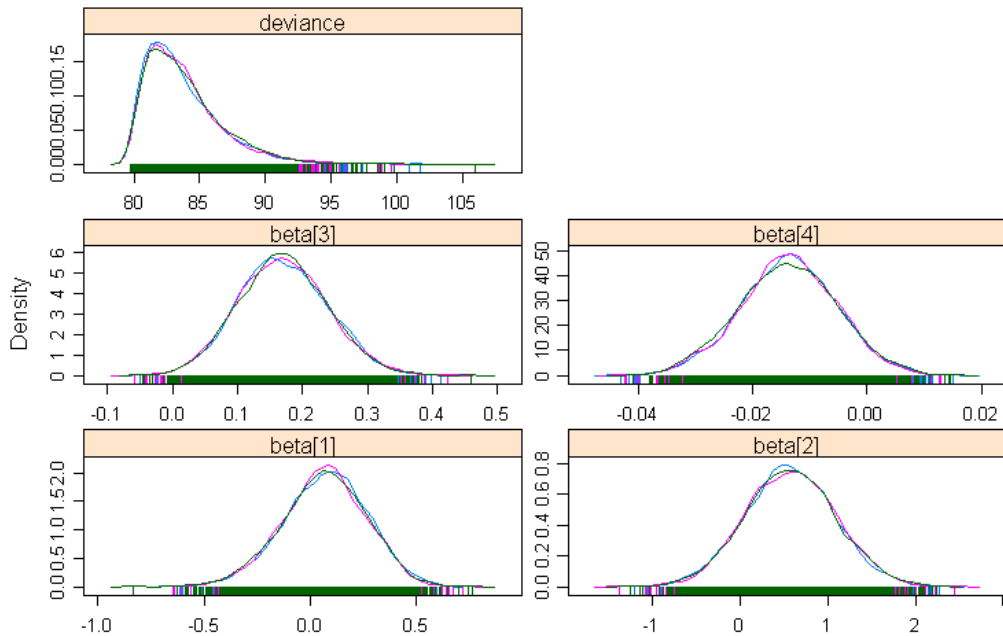 deviance
0.00 0.05 0.10 0.15
80 85 90 95 100 105
Density
beta[3]
0 1 2 3 4 5 6
-0.1 0.0 0.1 0.2 0.3 0.4 0.5
beta[4]
0 10 20 30 40 50
-0.04 -0.02 0.00 0.02
beta[1]
0.0 0.5 1.0 1.5 2.0
-1.0 -0.5 0.0 0.5
beta[2]
0.0 0.2 0.4 0.6 0.8
-1 0 1 2